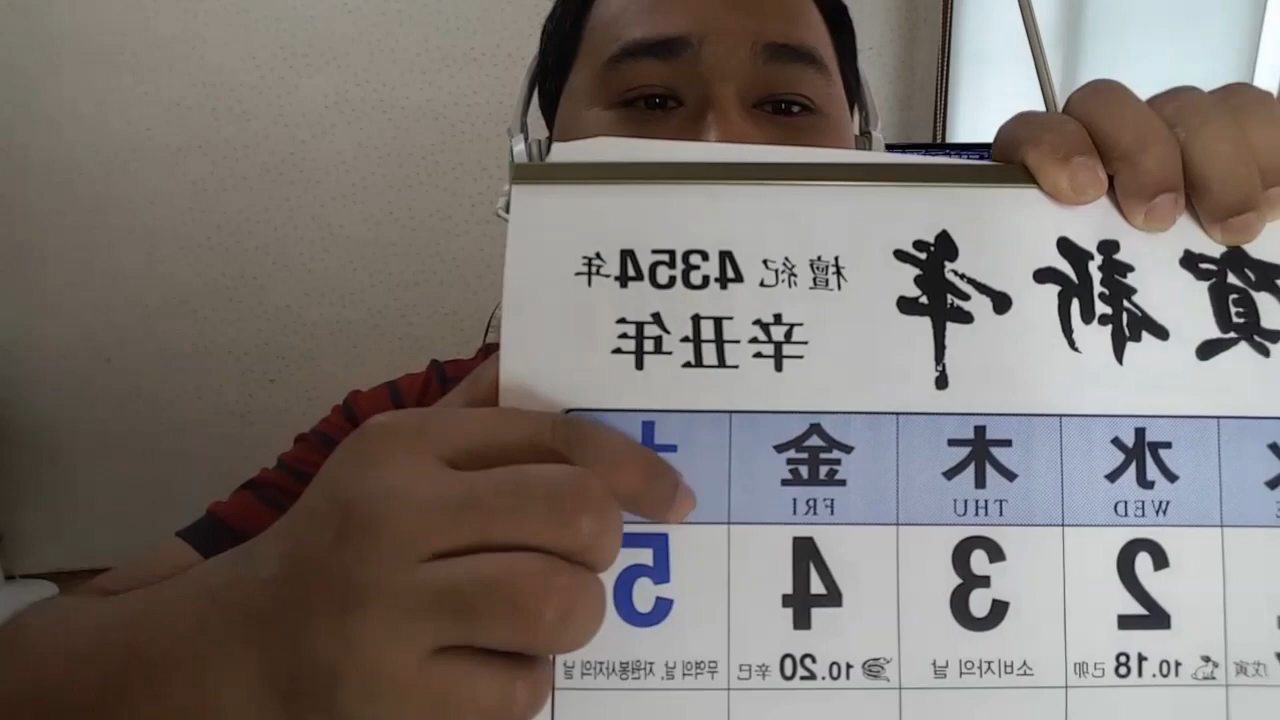 賀新年
檀紀 4354年
辛丑年
水 木 金
WED THU FRI
2 3 4 5
戊寅 10.18 己卯 소비자의 날 10.20 辛巳 무역의 날, 자원봉사자의 날